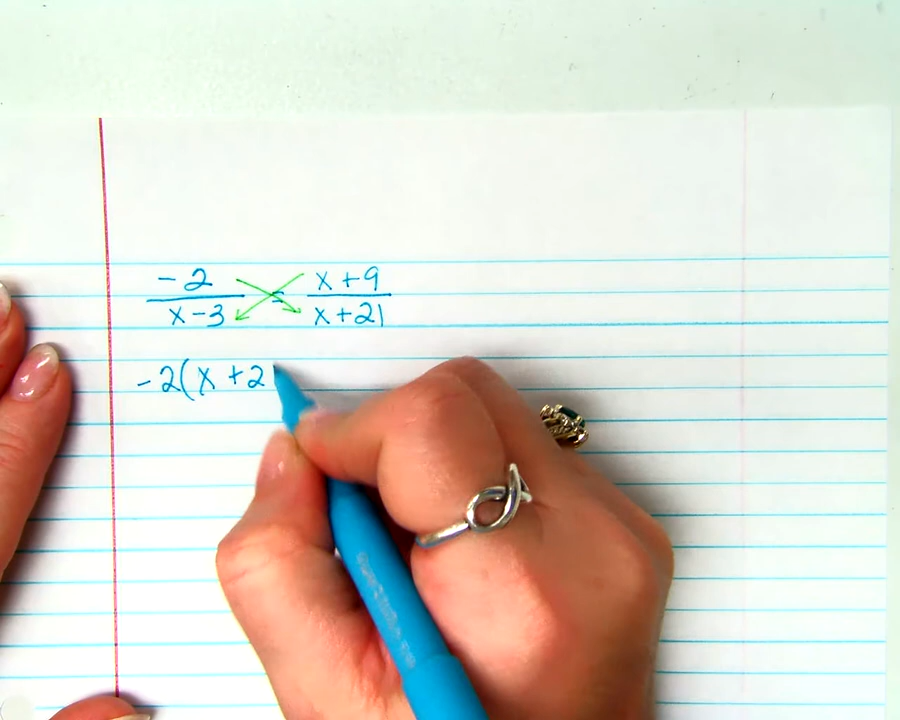 -2/(x-3) = (x+9)/(x+21)
-2(x+2